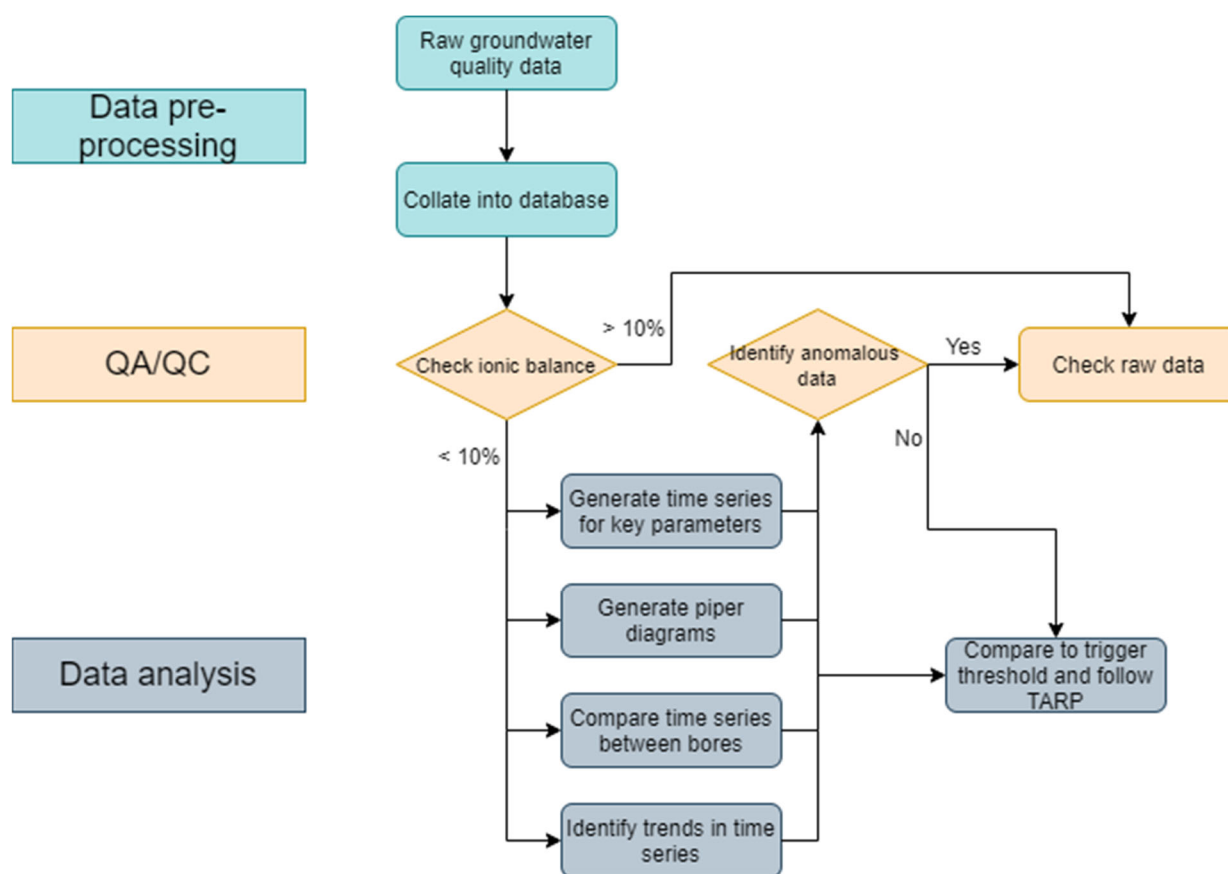 Raw groundwater
quality data
Data pre-
processing
Collate into database
> 10%
QA/QC
Check ionic balance
Identify anomalous
data
Yes
Check raw data
No
< 10%
Generate time series
for key parameters
Generate piper
diagrams
Data analysis
Compare to trigger
threshold and follow
TARP
Compare time series
between bores
Identify trends in time
series